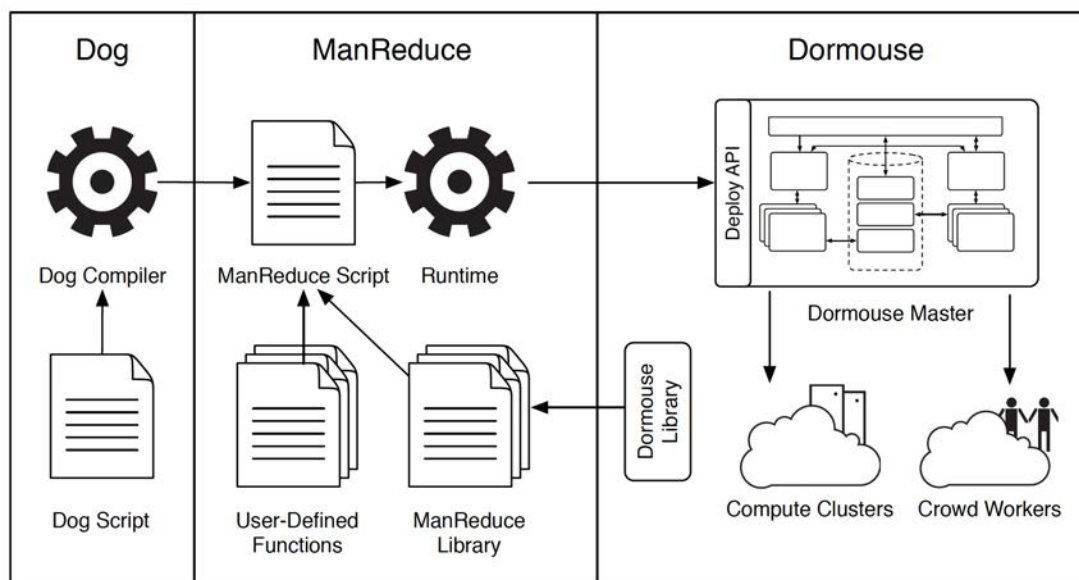 Dog
ManReduce
Dormouse
Deploy API
Dog Compiler
ManReduce Script
Runtime
Dormouse Master
Dormouse
Library
Dog Script
User-Defined
Functions
ManReduce
Library
Compute Clusters
Crowd Workers